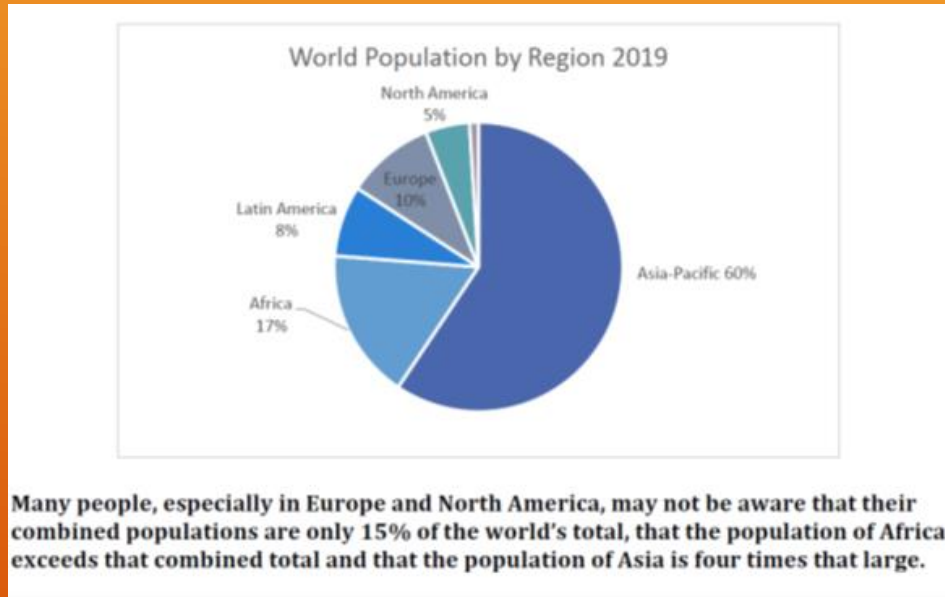 World Population by Region 2019
North America
5%
Europe
10%
Latin America
8%
Asia-Pacific 60%
Africa
17%
Many people, especially in Europe and North America, may not be aware that their
combined populations are only 15% of the world's total, that the population of Africa
exceeds that combined total and that the population of Asia is four times that large.